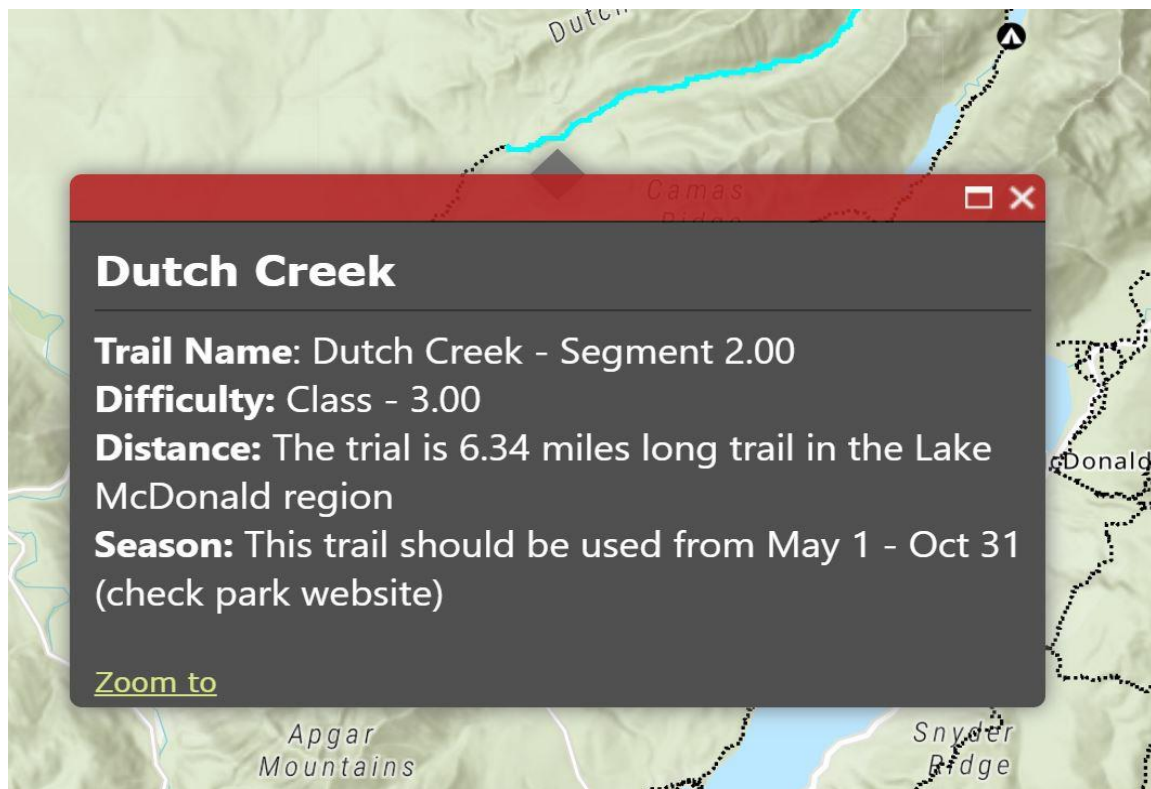 Dutch
Camas
Ridge
Dutch Creek
Trail Name: Dutch Creek - Segment 2.00
Difficulty: Class - 3.00
Distance: The trial is 6.34 miles long trail in the Lake
McDonald region
Season: This trail should be used from May 1 - Oct 31
(check park website)
Zoom to
cDonald
Apgar
Mountains
Snyder
Ridge